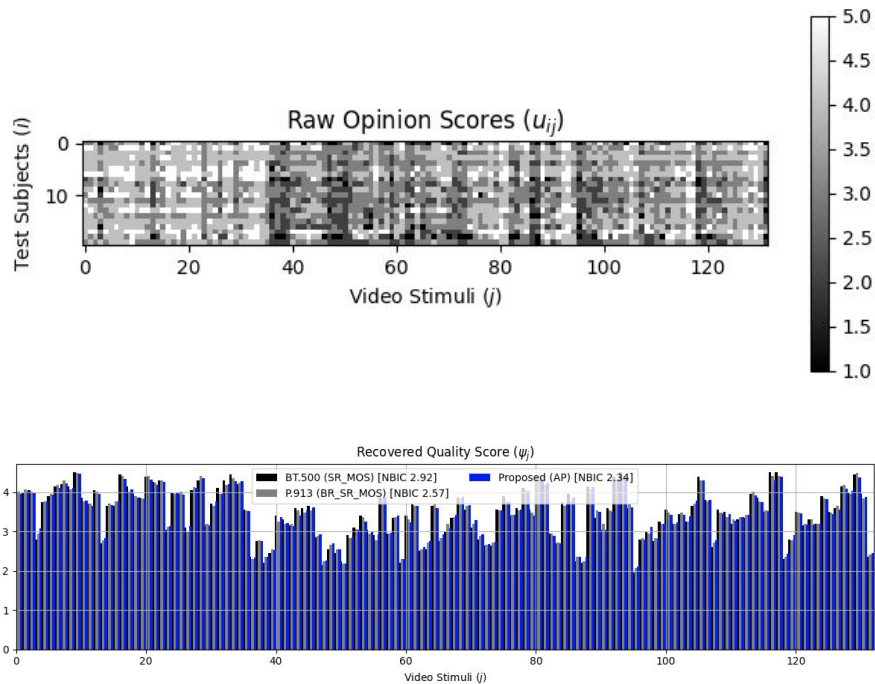 Raw Opinion Scores (u_ij)
Test Subjects (i)
0
10
0 20 40 60 80 100 120
Video Stimuli (j)
5.0
4.5
4.0
3.5
3.0
2.5
2.0
1.5
1.0
Recovered Quality Score (ψ_j)
BT.500 (SR_MOS) [NBIC 2.92]
P.913 (BR_SR_MOS) [NBIC 2.57]
Proposed (AP) [NBIC 2.34]
4
3
2
1
0
0 20 40 60 80 100 120
Video Stimuli (j)